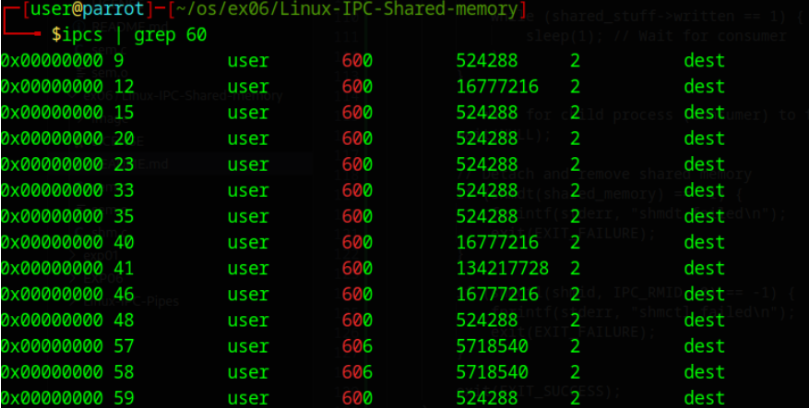 [user@parrot]─[~/os/ex06/Linux-IPC-Shared-memory]
$ipcs | grep 60
0x00000000 9 user 600 524288 2 dest
0x00000000 12 user 600 16777216 2 dest
0x00000000 15 user 600 524288 2 dest
0x00000000 20 user 600 524288 2 dest
0x00000000 23 user 600 524288 2 dest
0x00000000 33 user 600 524288 2 dest
0x00000000 35 user 600 524288 2 dest
0x00000000 40 user 600 16777216 2 dest
0x00000000 41 user 600 134217728 2 dest
0x00000000 46 user 600 16777216 2 dest
0x00000000 48 user 600 524288 2 dest
0x00000000 57 user 606 5718540 2 dest
0x00000000 58 user 606 5718540 2 dest
0x00000000 59 user 600 524288 2 dest